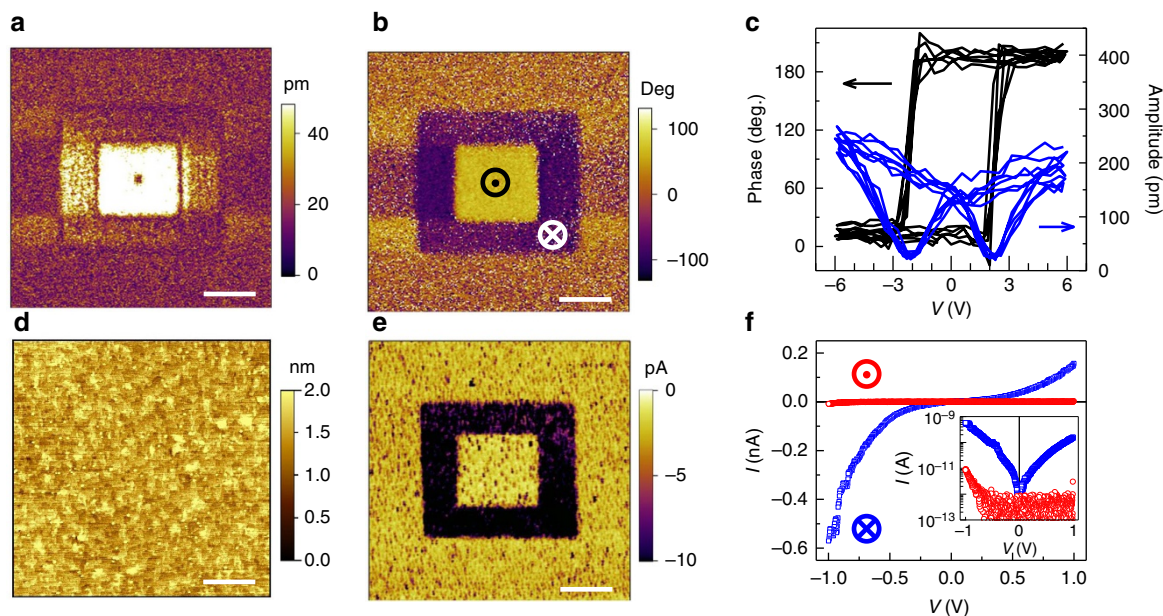 a
b
c
pm
40
20
0
Deg
100
0
−100
Phase (deg.)
180
120
60
0
−6 −3 0 3 6
V (V)
400
300
200
100
0
Amplitude (pm)
d
e
f
nm
2.0
1.5
1.0
0.5
0.0
pA
0
−5
−10
I (nA)
0.2
0.0
−0.2
−0.4
−0.6
−1.0 −0.5 0.0 0.5 1.0
V (V)
I (A)
10⁻⁹
10⁻¹¹
10⁻¹³
−1 0 1
V (V)